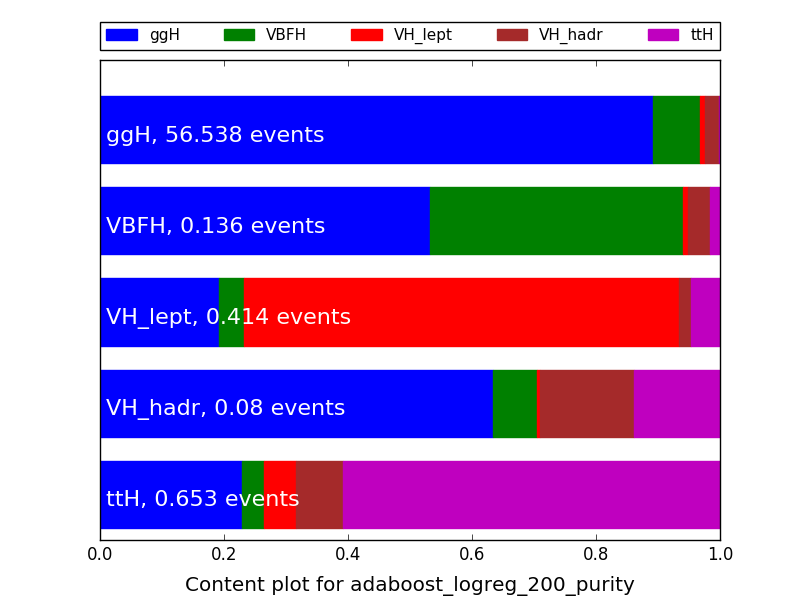 ggH VBFH VH_lept VH_hadr ttH
ggH, 56.538 events
VBFH, 0.136 events
VH_lept, 0.414 events
VH_hadr, 0.08 events
ttH, 0.653 events
0.0 0.2 0.4 0.6 0.8 1.0
Content plot for adaboost_logreg_200_purity